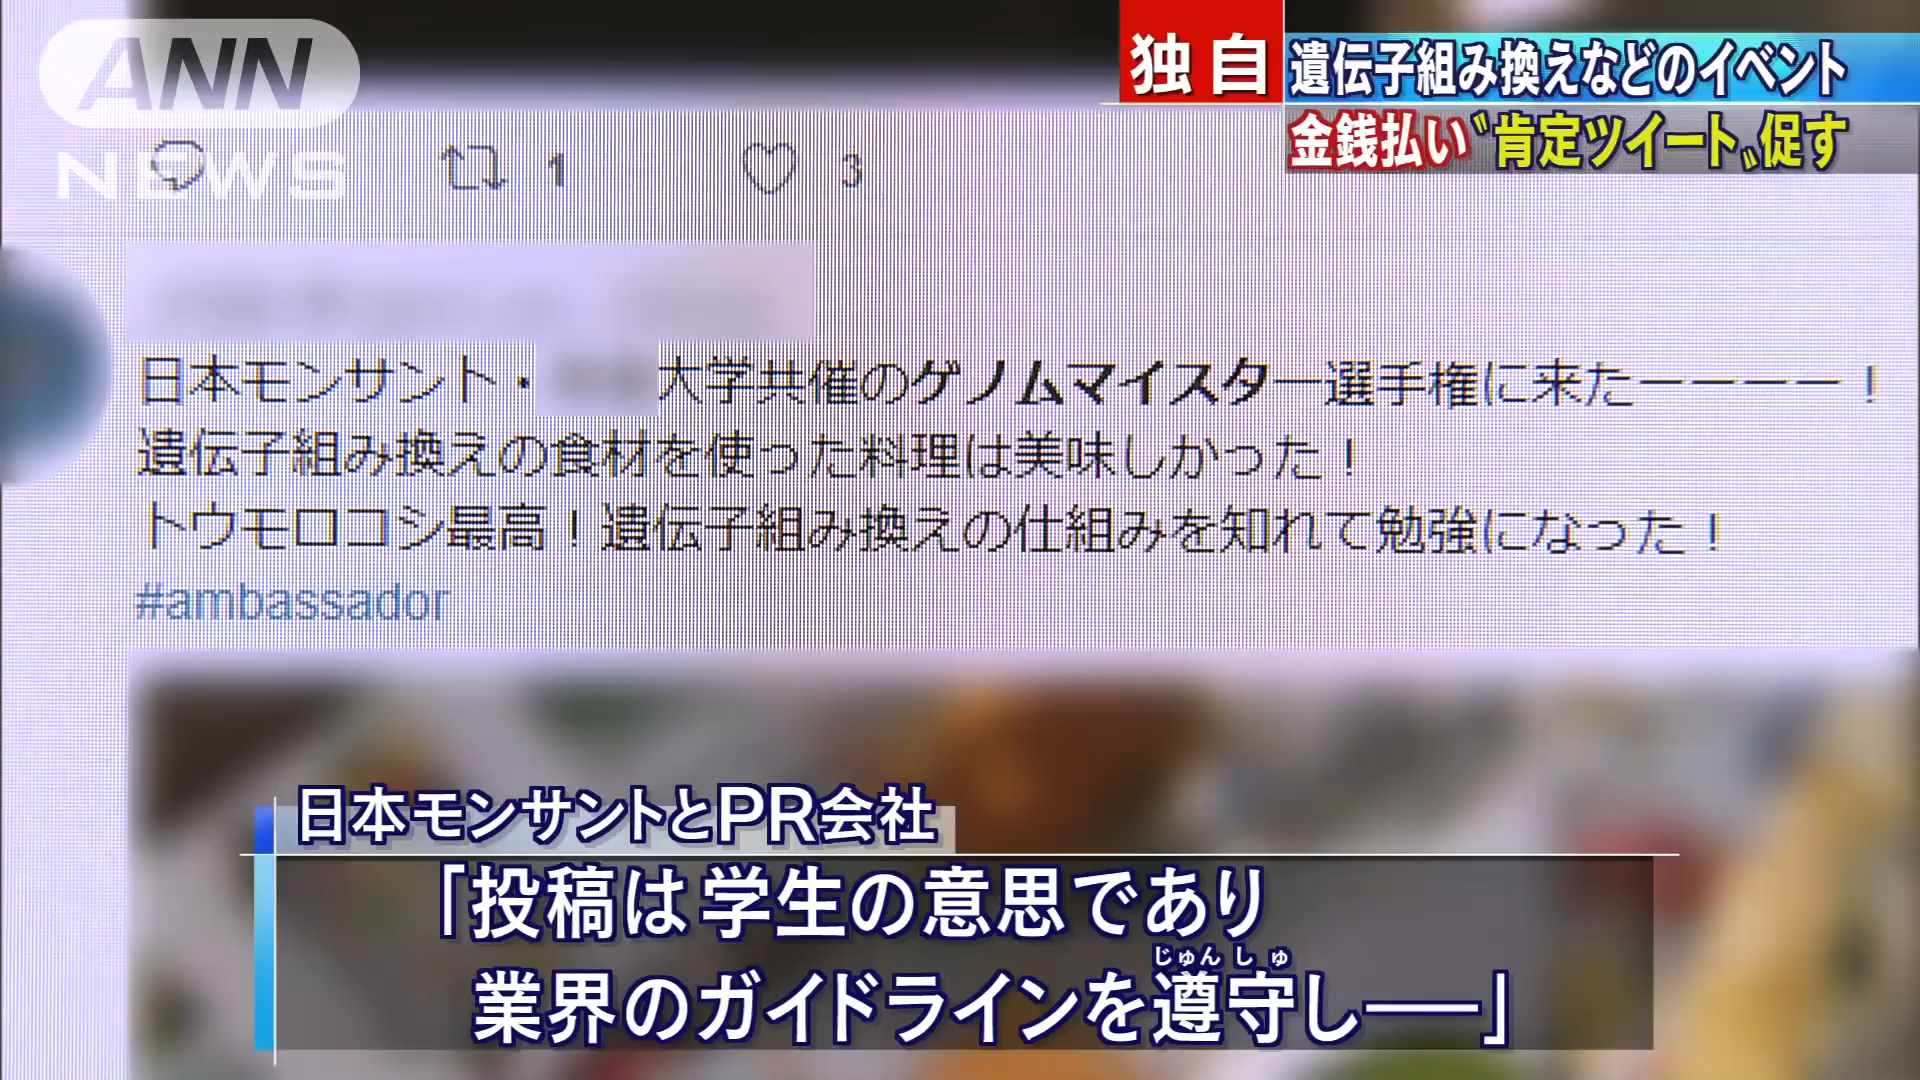 ANN
NEWS
独自
遺伝子組み換えなどのイベント
金銭払い〝肯定ツイート〟促す
1 3
日本モンサント・ 大学共催のゲノムマイスター選手権に来たーーーー！
遺伝子組み換えの食材を使った料理は美味しかった！
トウモロコシ最高！遺伝子組み換えの仕組みを知れて勉強になった！
#ambassador
日本モンサントとPR会社
「投稿は学生の意思であり
じゅんしゅ
業界のガイドラインを遵守し――」